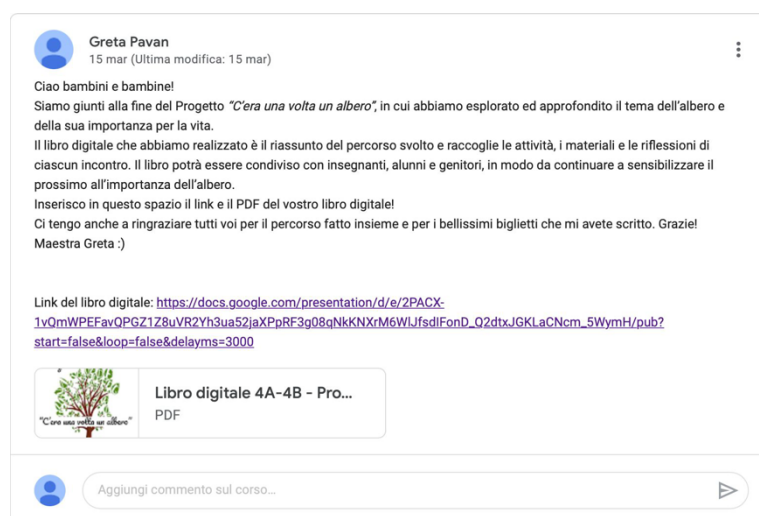 Greta Pavan
15 mar (Ultima modifica: 15 mar)
Ciao bambini e bambine!
Siamo giunti alla fine del Progetto "C'era una volta un albero", in cui abbiamo esplorato ed approfondito il tema dell'albero e
della sua importanza per la vita.
Il libro digitale che abbiamo realizzato è il riassunto del percorso svolto e raccoglie le attività, i materiali e le riflessioni di
ciascun incontro. Il libro potrà essere condiviso con insegnanti, alunni e genitori, in modo da continuare a sensibilizzare il
prossimo all'importanza dell'albero.
Inserisco in questo spazio il link e il PDF del vostro libro digitale!
Ci tengo anche a ringraziare tutti voi per il percorso fatto insieme e per i bellissimi biglietti che mi avete scritto. Grazie!
Maestra Greta :)
Link del libro digitale: https://docs.google.com/presentation/d/e/2PACX-
1vQmWPEFavQPGZ1Z8uVR2Yh3ua52jaXPpRF3g08qNkKNXrM6WlJfsdIFonD_Q2dtxJGKLaCNcm_5WymH/pub?
start=false&loop=false&delayms=3000
Libro digitale 4A-4B - Pro...
PDF
"C'era una volta un albero"
Aggiungi commento sul corso...